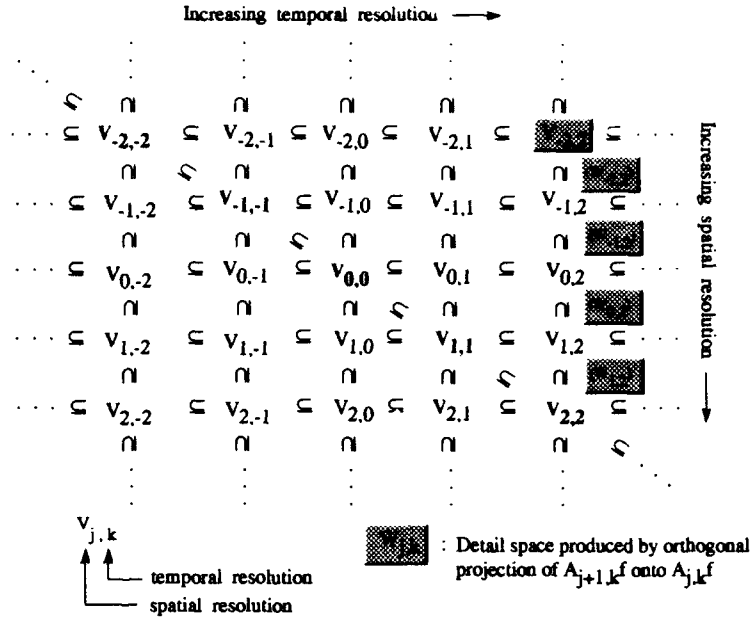 Increasing temporal resolution
⊆ V-2,-2 ⊆ V-2,-1 ⊆ V-2,0 ⊆ V-2,1 ⊆ ⊆
⊆ V-1,-2 ⊆ V-1,-1 ⊆ V-1,0 ⊆ V-1,1 ⊆ V-1,2 ⊆
⊆ V0,-2 ⊆ V0,-1 ⊆ V0,0 ⊆ V0,1 ⊆ V0,2 ⊆
⊆ V1,-2 ⊆ V1,-1 ⊆ V1,0 ⊆ V1,1 ⊆ V1,2 ⊆
⊆ V2,-2 ⊆ V2,-1 ⊆ V2,0 ⊆ V2,1 ⊆ V2,2 ⊆
Increasing spatial resolution
Vj,k
temporal resolution
spatial resolution
Wj,k : Detail space produced by orthogonal
projection of Aj+1,kf onto Aj,kf